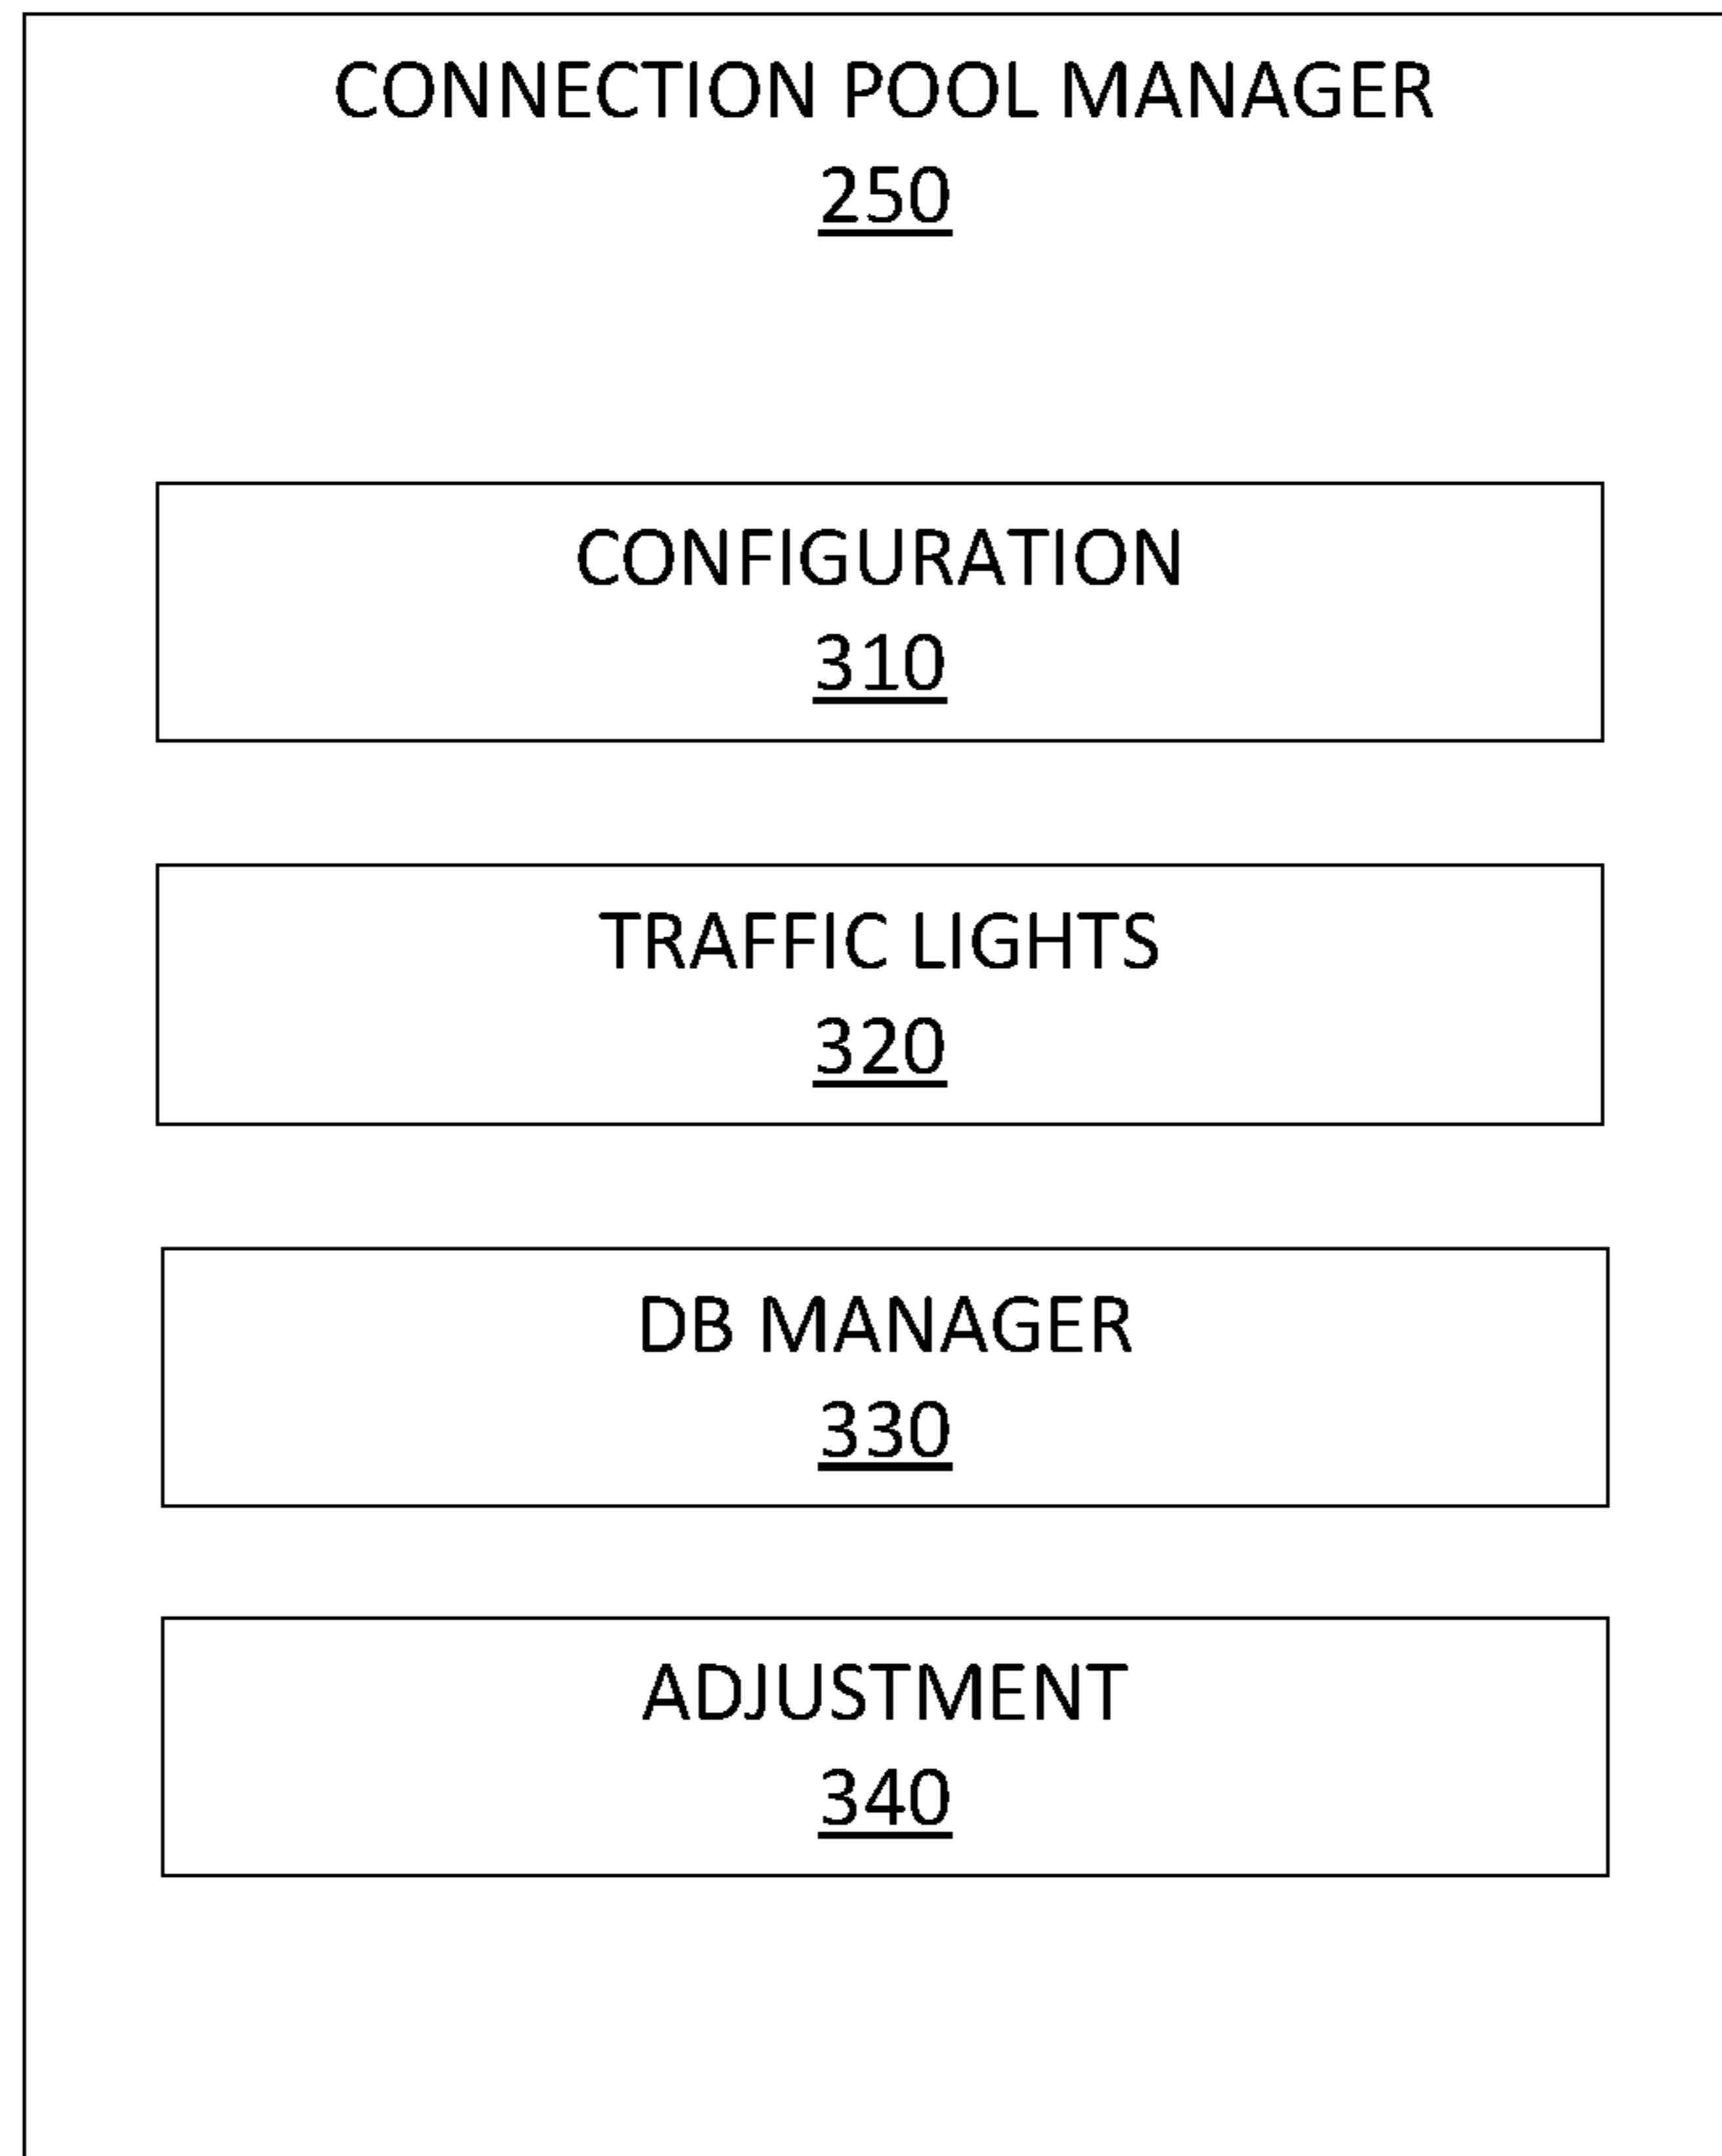 CONNECTION POOL MANAGER
250
CONFIGURATION
310
TRAFFIC LIGHTS
320
DB MANAGER
330
ADJUSTMENT
340